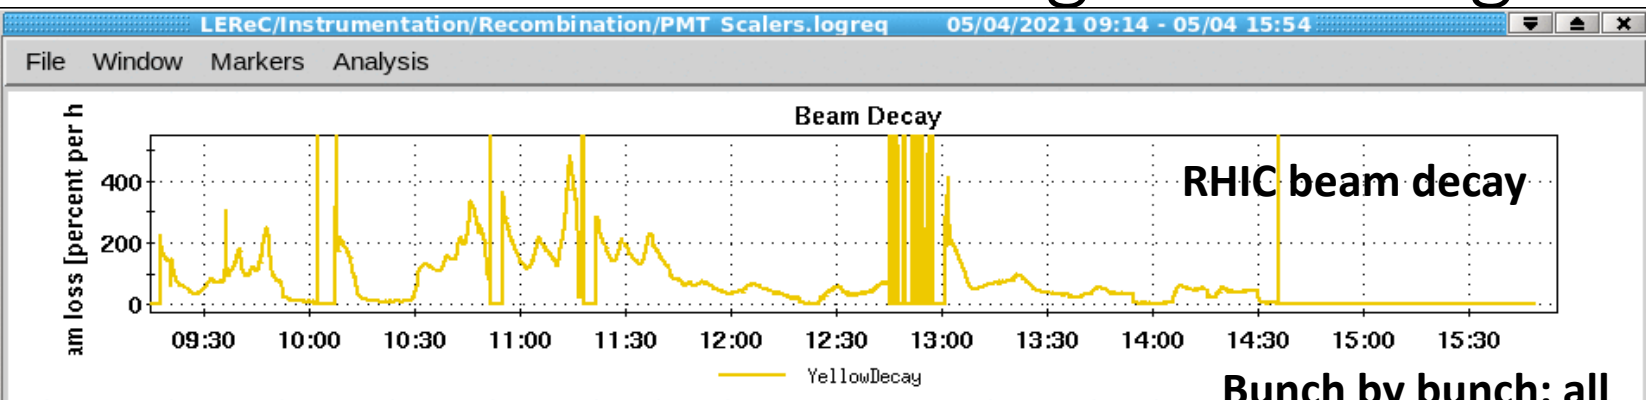 LEReC/Instrumentation/Recombination/PMT_Scalers.logreq 05/04/2021 09:14 - 05/04 15:54
File Window Markers Analysis
Beam Decay
am loss [percent per h
400
200
0
RHIC beam decay
09:30 10:00 10:30 11:00 11:30 12:00 12:30 13:00 13:30 14:00 14:30 15:00 15:30
YellowDecay
Bunch by bunch: all